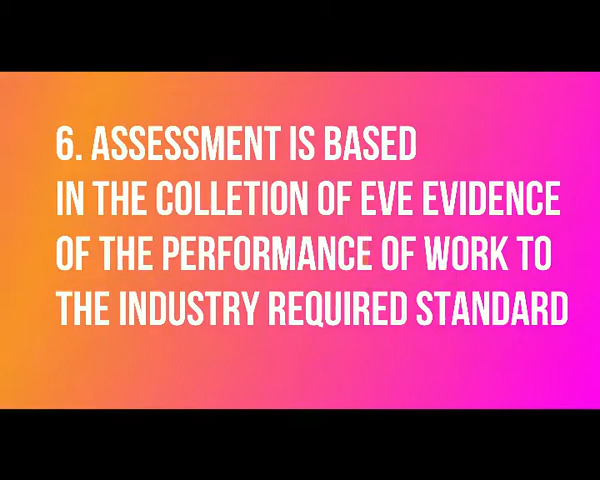 6. ASSESSMENT IS BASED
IN THE COLLETION OF EVE EVIDENCE
OF THE PERFORMANCE OF WORK TO
THE INDUSTRY REQUIRED STANDARD